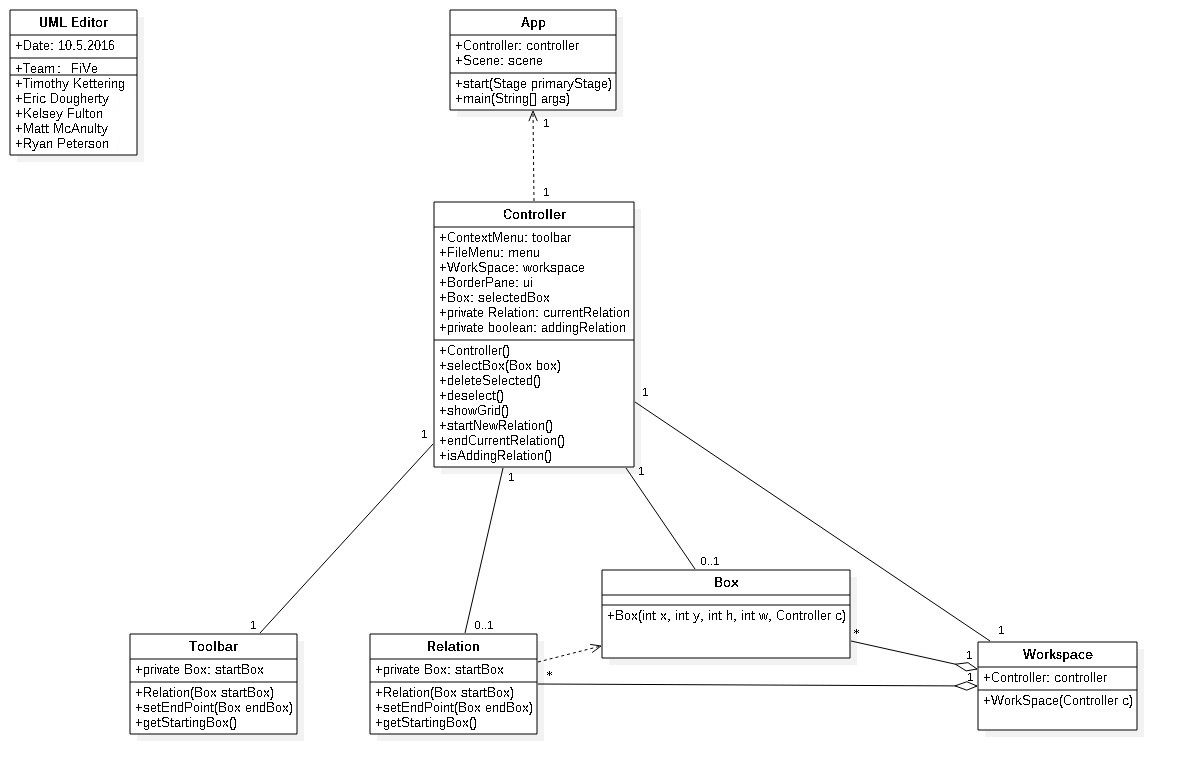 UML Editor
+Date: 10.5.2016
+Team: FiVe
+Timothy Kettering
+Eric Dougherty
+Kelsey Fulton
+Matt McAnulty
+Ryan Peterson
App
+Controller: controller
+Scene: scene
+start(Stage primaryStage)
+main(String[] args)
1
1
Controller
+ContextMenu: toolbar
+FileMenu: menu
+WorkSpace: workspace
+BorderPane: ui
+Box: selectedBox
+private Relation: currentRelation
+private boolean: addingRelation
+Controller()
+selectBox(Box box)
+deleteSelected()
+deselect()
+showGrid()
+startNewRelation()
+endCurrentRelation()
+isAddingRelation()
1
1
1
1
1
0..1
0..1
1
Toolbar
+private Box: startBox
+Relation(Box startBox)
+setEndPoint(Box endBox)
+getStartingBox()
Relation
+private Box: startBox
+Relation(Box startBox)
+setEndPoint(Box endBox)
+getStartingBox()
Box
+Box(int x, int y, int h, int w, Controller c)
*
1
*
1
Workspace
+Controller: controller
+WorkSpace(Controller c)